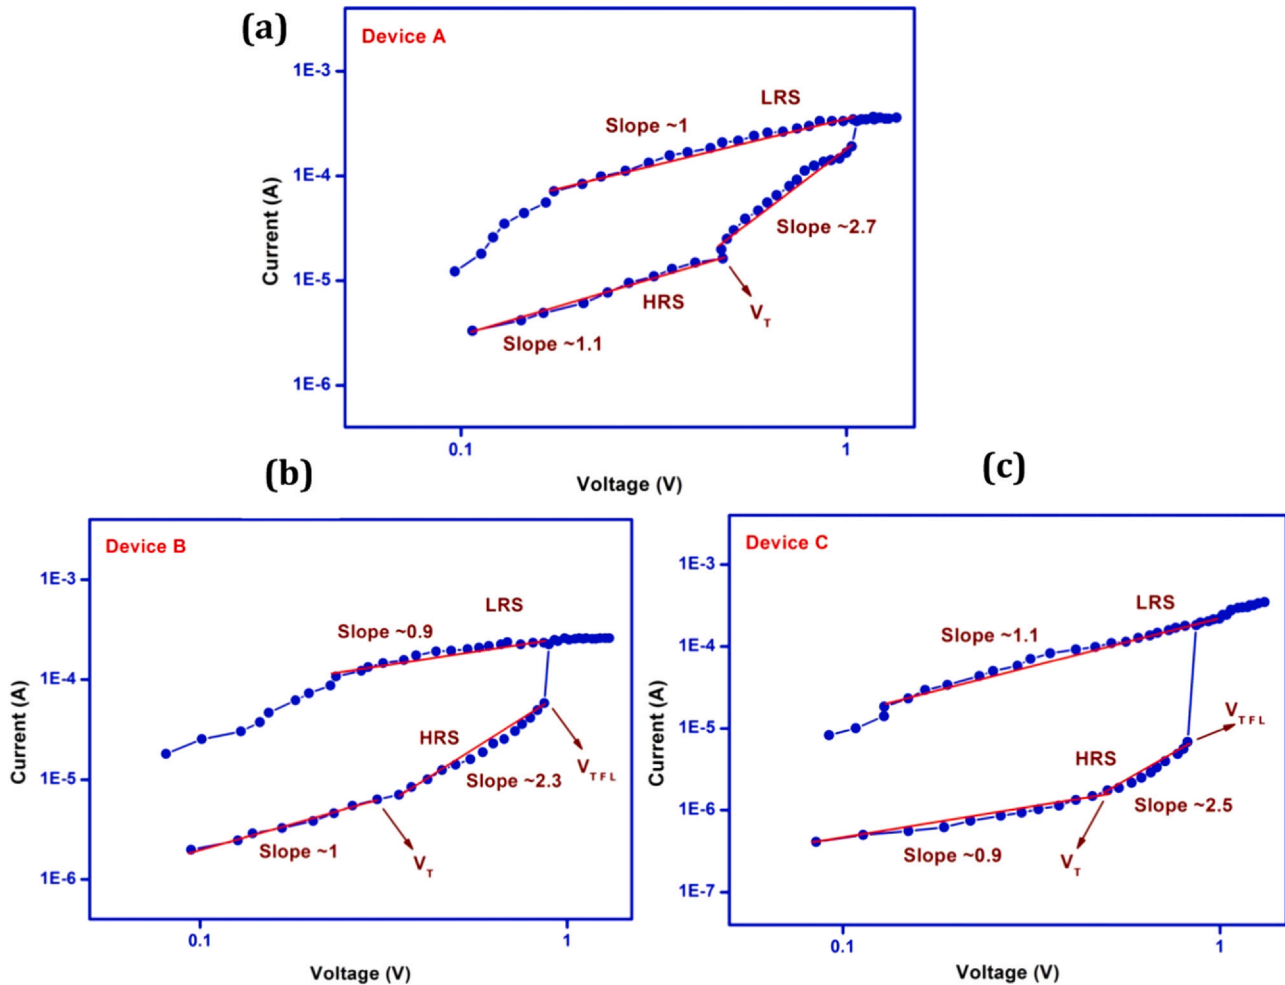 (a)
Device A
1E-3
1E-4
1E-5
1E-6
Current (A)
LRS
Slope ~1
Slope ~2.7
HRS
V_T
Slope ~1.1
0.1
1
Voltage (V)
(b)
Device B
1E-3
1E-4
1E-5
1E-6
Current (A)
LRS
Slope ~0.9
HRS
Slope ~2.3
V_TFL
Slope ~1
V_T
0.1
1
Voltage (V)
(c)
Device C
1E-3
1E-4
1E-5
1E-6
1E-7
Current (A)
LRS
Slope ~1.1
V_TFL
HRS
Slope ~2.5
Slope ~0.9
V_T
0.1
1
Voltage (V)